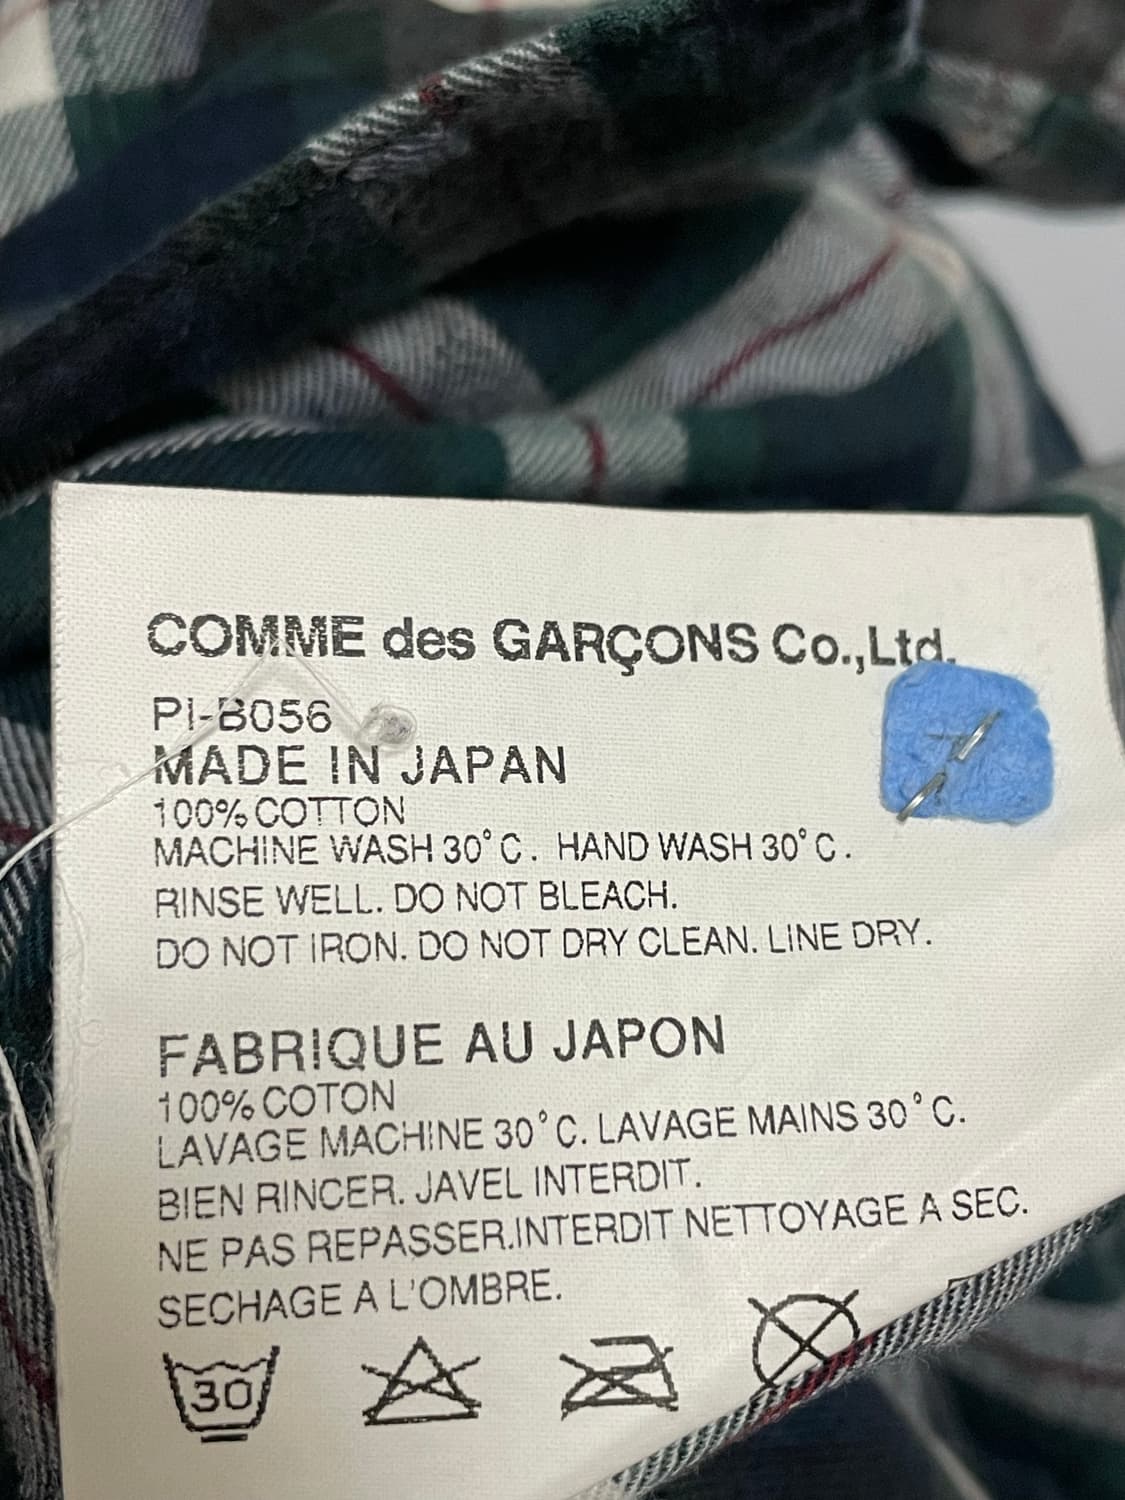 COMME des GARÇONS Co.,Ltd.
PI-B056
MADE IN JAPAN
100% COTTON
MACHINE WASH 30°C. HAND WASH 30°C.
RINSE WELL. DO NOT BLEACH.
DO NOT IRON. DO NOT DRY CLEAN. LINE DRY.
FABRIQUE AU JAPON
100% COTON
LAVAGE MACHINE 30°C. LAVAGE MAINS 30°C.
BIEN RINCER. JAVEL INTERDIT.
NE PAS REPASSER.INTERDIT NETTOYAGE A SEC.
SECHAGE A L'OMBRE.
30